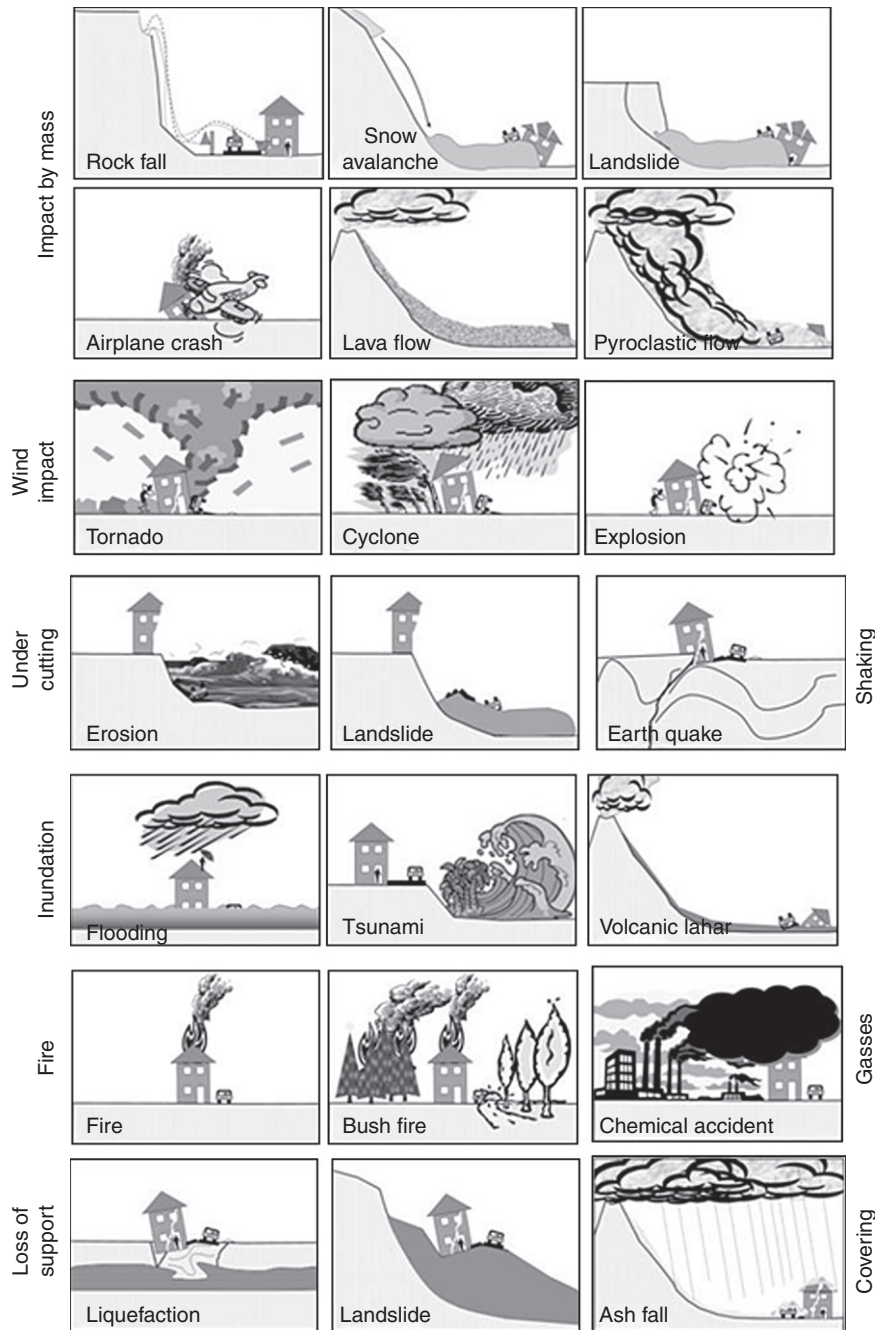 Impact by mass
Rock fall
Snow
avalanche
Landslide
Airplane crash
Lava flow
Pyroclastic flow
Wind
impact
Tornado
Cyclone
Explosion
Under
cutting
Erosion
Landslide
Earth quake
Shaking
Inundation
Flooding
Tsunami
Volcanic lahar
Fire
Fire
Bush fire
Chemical accident
Gasses
Loss of
support
Liquefaction
Landslide
Ash fall
Covering